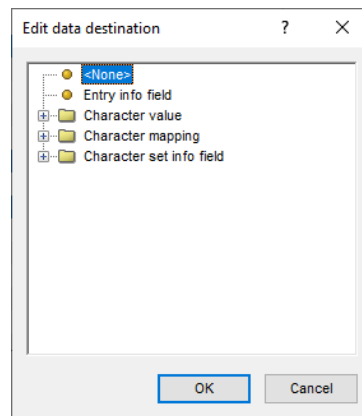 Edit data destination
?
<None>
Entry info field
Character value
Character mapping
Character set info field
OK
Cancel